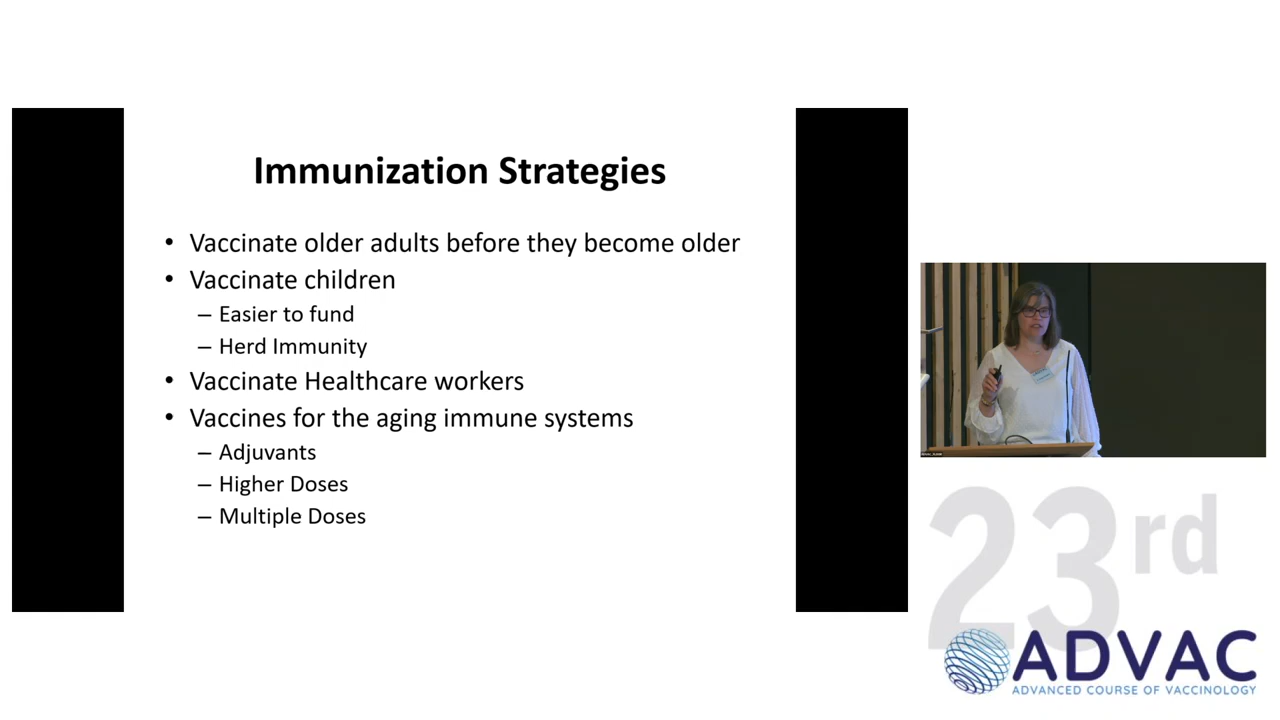 Immunization Strategies
• Vaccinate older adults before they become older
• Vaccinate children
– Easier to fund
– Herd Immunity
• Vaccinate Healthcare workers
• Vaccines for the aging immune systems
– Adjuvants
– Higher Doses
– Multiple Doses
23rd
ADVAC
ADVANCED COURSE OF VACCINOLOGY